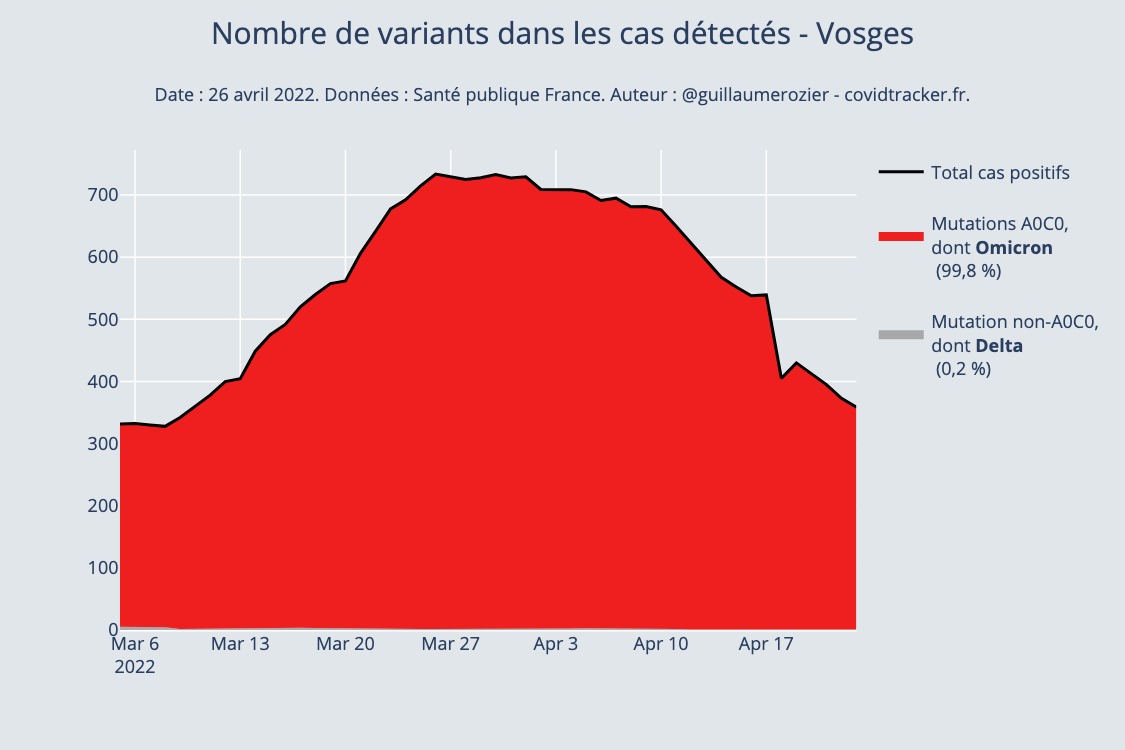 Nombre de variants dans les cas détectés - Vosges
Date : 26 avril 2022. Données : Santé publique France. Auteur : @guillaumerozier - covidtracker.fr.
700
600
500
400
300
200
100
0
Mar 6
2022
Mar 13
Mar 20
Mar 27
Apr 3
Apr 10
Apr 17
Total cas positifs
Mutations A0C0,
dont Omicron
(99,8 %)
Mutation non-A0C0,
dont Delta
(0,2 %)